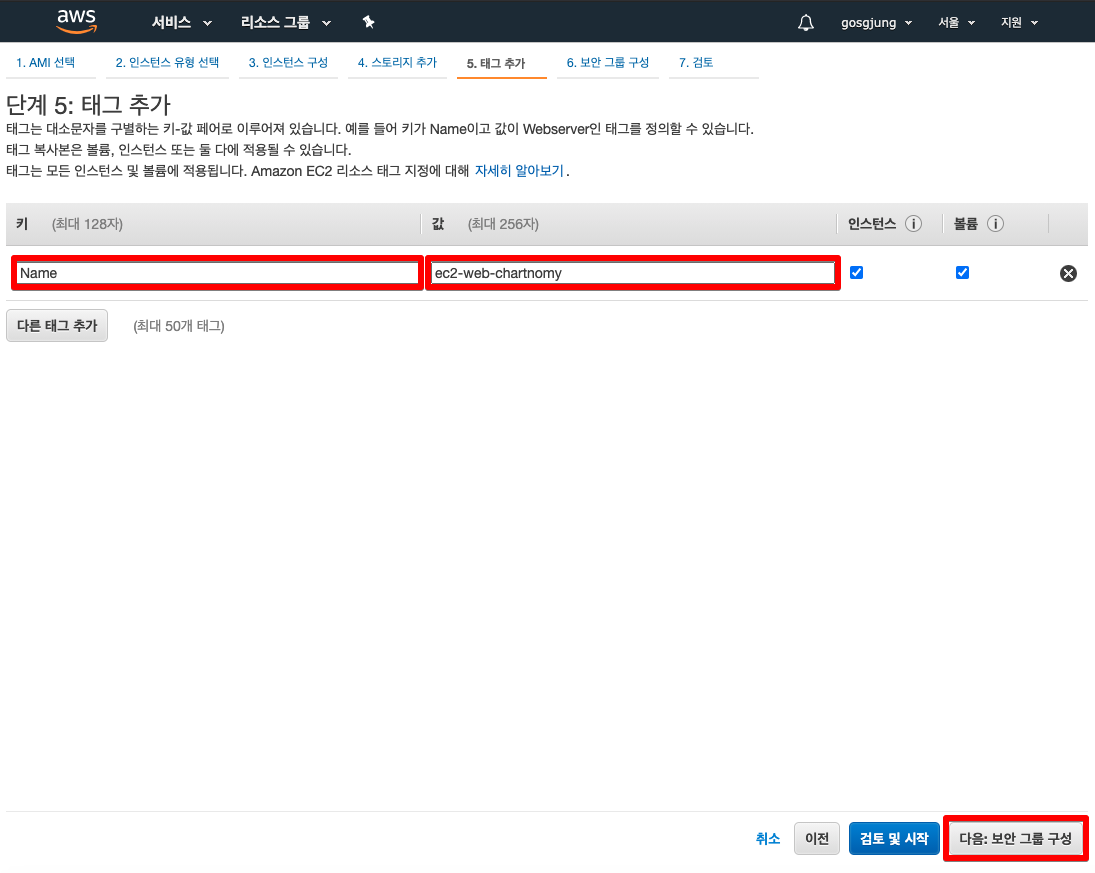 aws 서비스 리소스 그룹 gosgjung 서울 지원
1. AMI 선택 2. 인스턴스 유형 선택 3. 인스턴스 구성 4. 스토리지 추가 5. 태그 추가 6. 보안 그룹 구성 7. 검토
단계 5: 태그 추가
태그는 대소문자를 구별하는 키-값 페어로 이루어져 있습니다. 예를 들어 키가 Name이고 값이 Webserver인 태그를 정의할 수 있습니다.
태그 복사본은 볼륨, 인스턴스 또는 둘 다에 적용될 수 있습니다.
태그는 모든 인스턴스 및 볼륨에 적용됩니다. Amazon EC2 리소스 태그 지정에 대해 자세히 알아보기.
키 (최대 128자) 값 (최대 256자) 인스턴스 i 볼륨 i
Name ec2-web-chartnomy
다른 태그 추가 (최대 50개 태그)
취소 이전 검토 및 시작 다음: 보안 그룹 구성